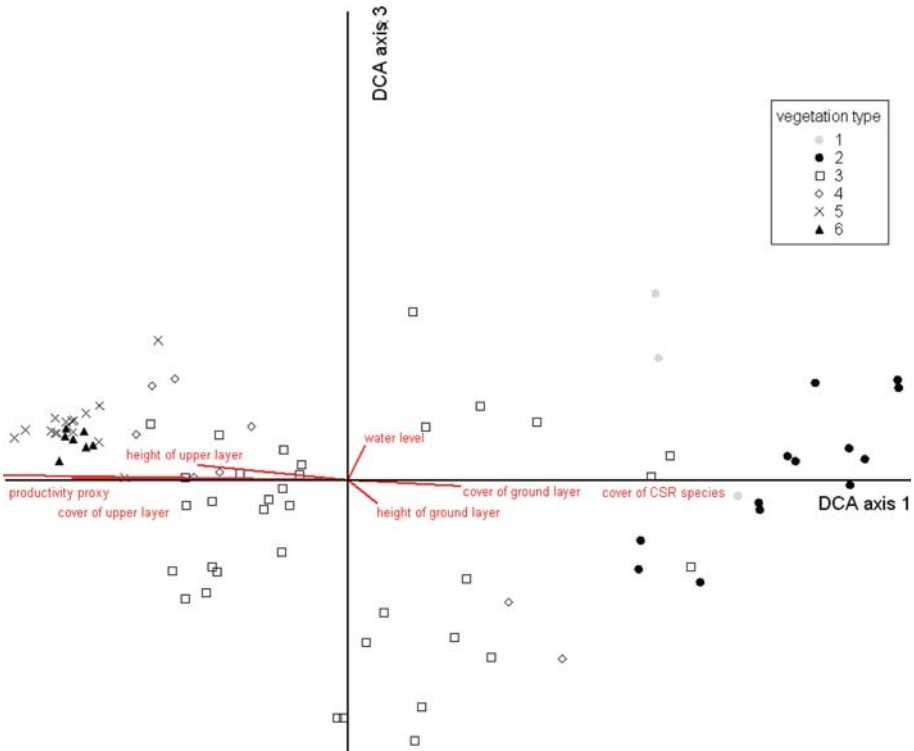 DCA axis 3
vegetation type
1
2
3
4
5
6
water level
height of upper layer
cover of ground layer
cover of CSR species
productivity proxy
DCA axis 1
cover of upper layer
height of ground layer